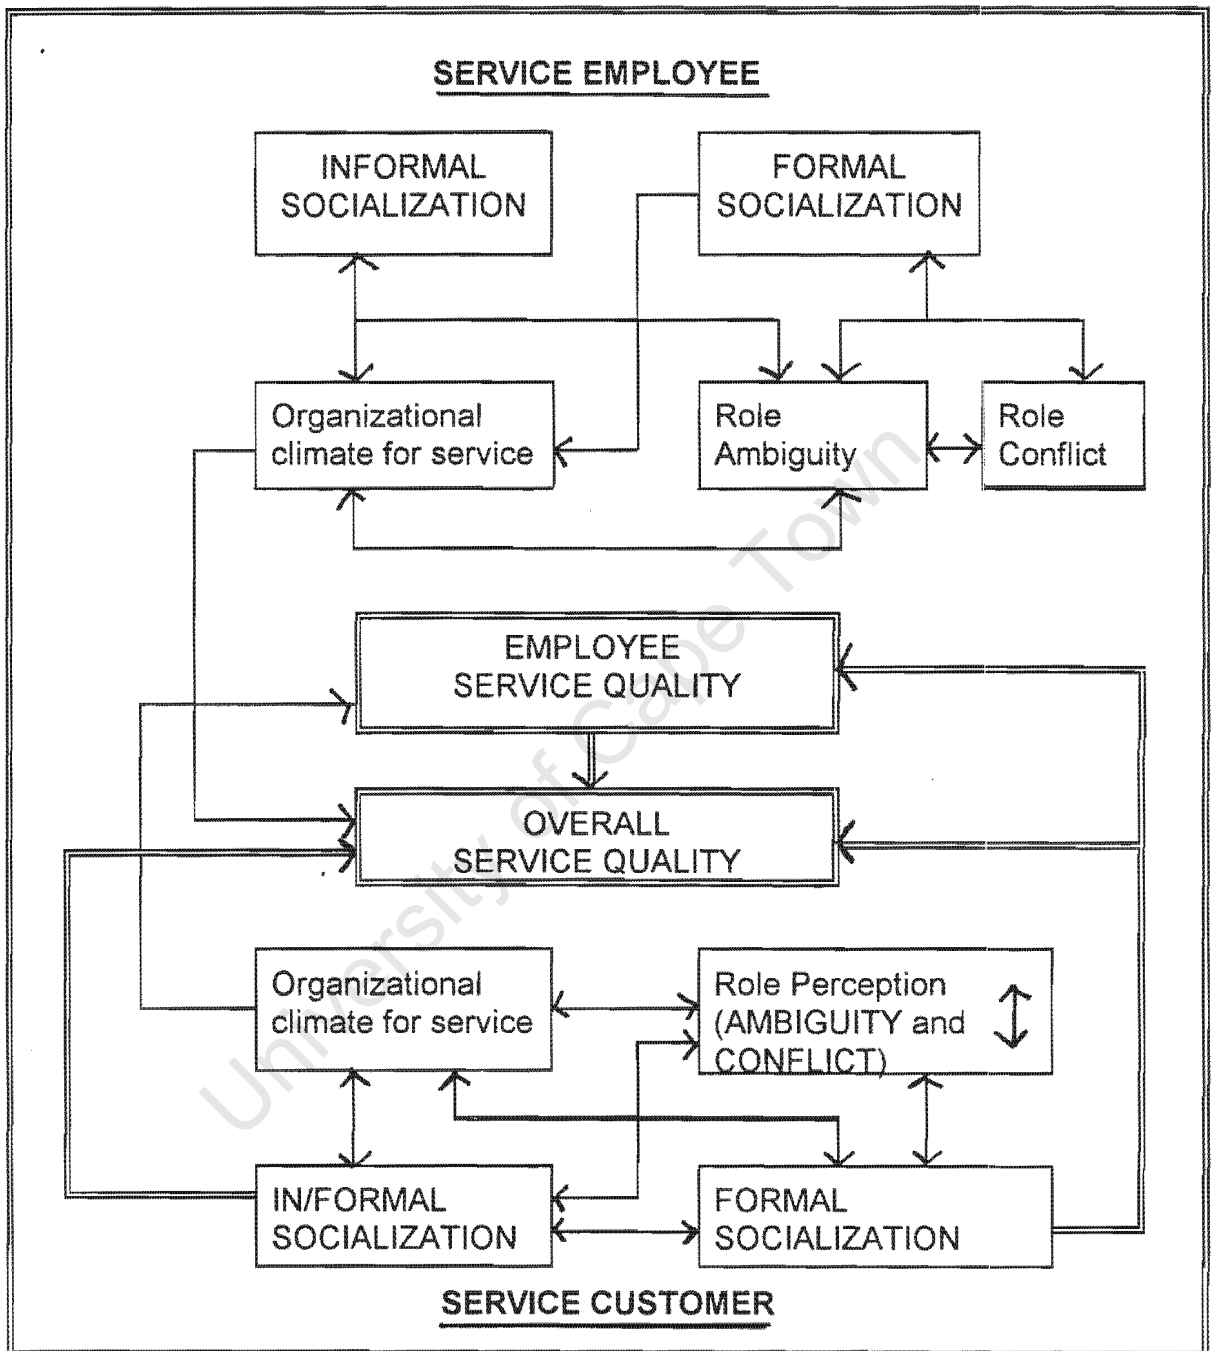 SERVICE EMPLOYEE
INFORMAL
SOCIALIZATION
FORMAL
SOCIALIZATION
Organizational
climate for service
Role
Ambiguity
Role
Conflict
EMPLOYEE
SERVICE QUALITY
OVERALL
SERVICE QUALITY
Organizational
climate for service
Role Perception
(AMBIGUITY and
CONFLICT)
IN/FORMAL
SOCIALIZATION
FORMAL
SOCIALIZATION
SERVICE CUSTOMER
University of Cape Town